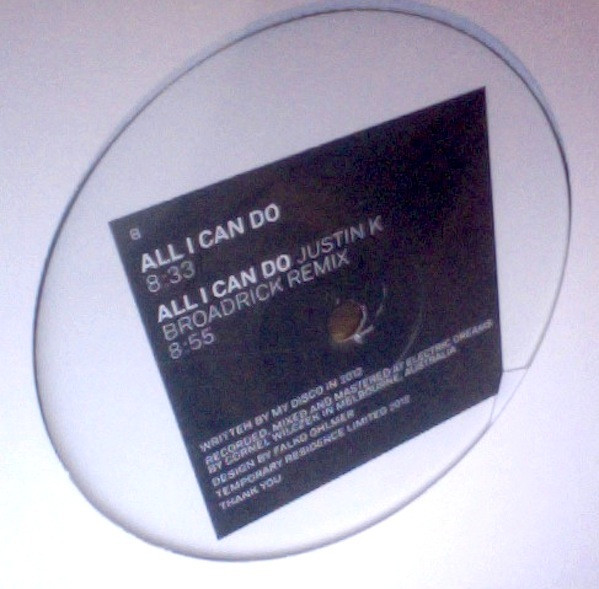 B
ALL I CAN DO
8:33
ALL I CAN DO JUSTIN K
BROADRICK REMIX
8:55
WRITTEN BY MY DISCO IN 2012
RECORDED, MIXED AND MASTERED AT ELECTRIC DREAMS
BY CORNEL WILCZEK IN MELBOURNE, AUSTRALIA
DESIGN BY FALKO OHLMER
TEMPORARY RESIDENCE LIMITED 2012
THANK YOU